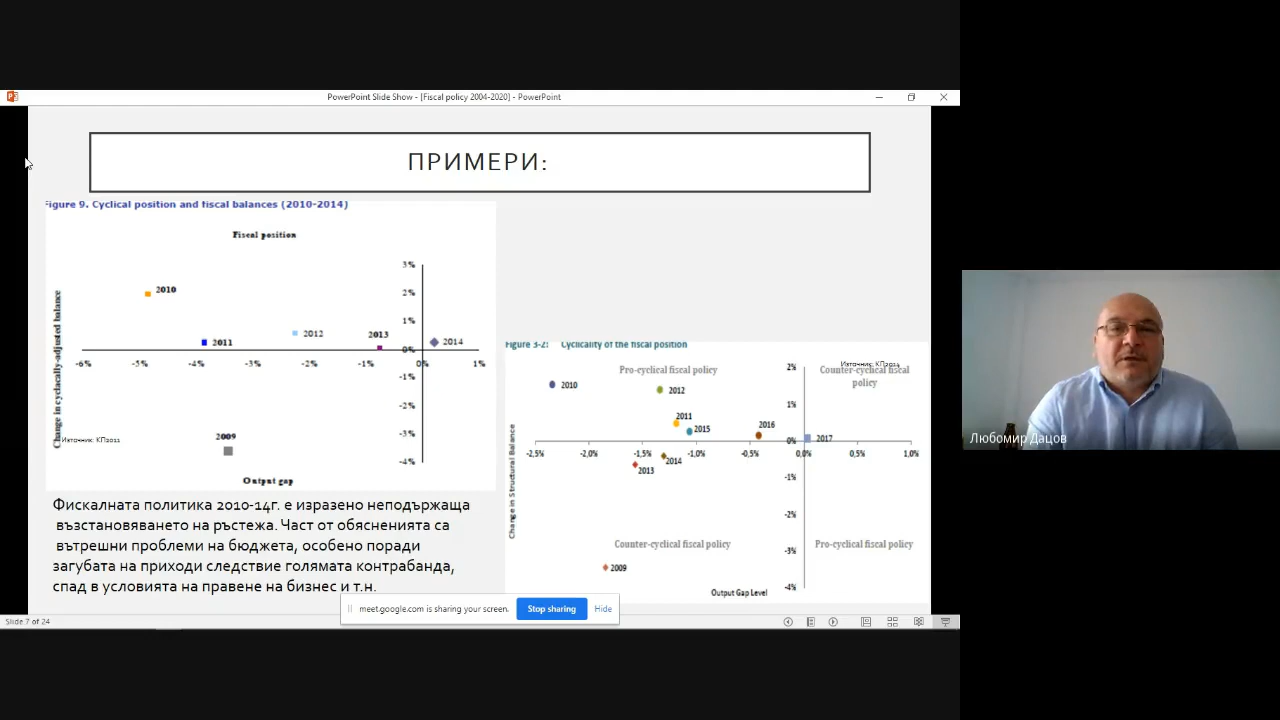 PowerPoint Slide Show - [Fiscal policy 2004-2020] - PowerPoint
ПРИМЕРИ:
Figure 9. Cyclical position and fiscal balances (2010-2014)
Fiscal position
Change in cyclacally-adjusted balance
3%
2%
1%
0%
-1%
-2%
-3%
-4%
-6%
-5%
-4%
-3%
-2%
-1%
0%
1%
2010
2011
2012
2013
2014
2009
Източник: КП2011
Output gap
Фискалната политика 2010-14г. е изразено неподържаща
възстановяването на ръстежа. Част от обясненията са
вътрешни проблеми на бюджета, особено поради
загубата на приходи следствие голямата контрабанда,
спад в условията на правене на бизнес и т.н.
Figure 3-2: Cyclicality of the fiscal position
Източник: КП2011
Pro-cyclical fiscal policy
Counter-cyclical fiscal
policy
Change in Structural Balance
2%
1%
0%
-1%
-2%
-3%
-4%
-2,5%
-2,0%
-1,5%
-1,0%
-0,5%
0,0%
0,5%
1,0%
2010
2012
2011
2015
2016
2017
2014
2013
2009
Counter-cyclical fiscal policy
Pro-cyclical fiscal policy
Output Gap Level
meet.google.com is sharing your screen.
Stop sharing
Hide
Slide 7 of 24
Любомир Дацов